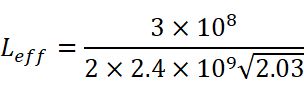 L_eff = (3 × 10^8) / (2 × 2.4 × 10^9 √2.03)